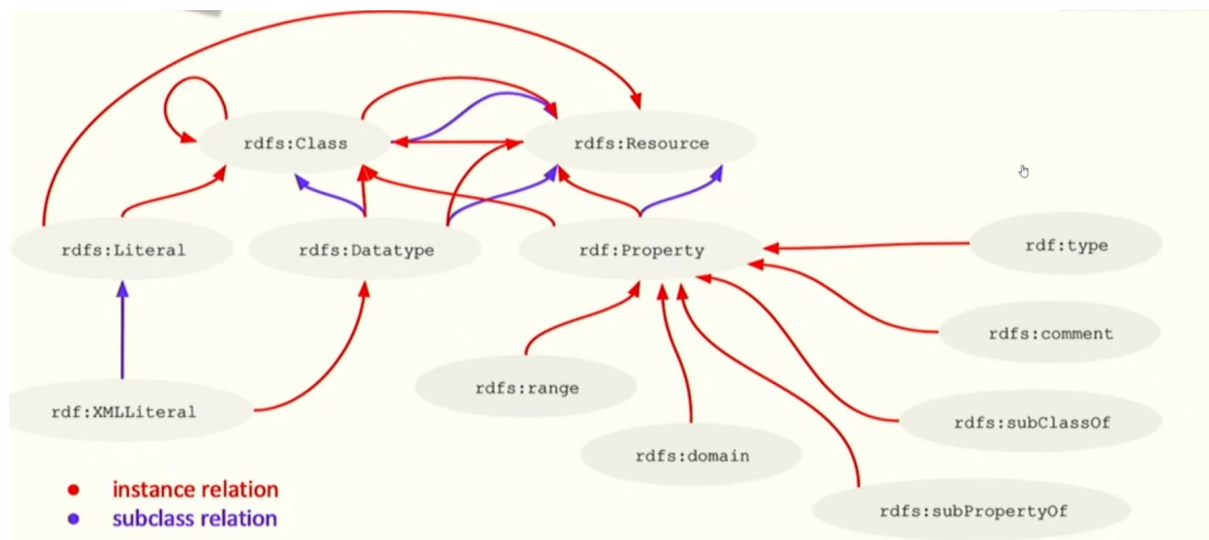 rdfs:Class
rdfs:Resource
rdfs:Literal
rdfs:Datatype
rdf:Property
rdf:type
rdfs:comment
rdfs:range
rdf:XMLLiteral
rdfs:subClassOf
rdfs:domain
instance relation
subclass relation
rdfs:subPropertyOf